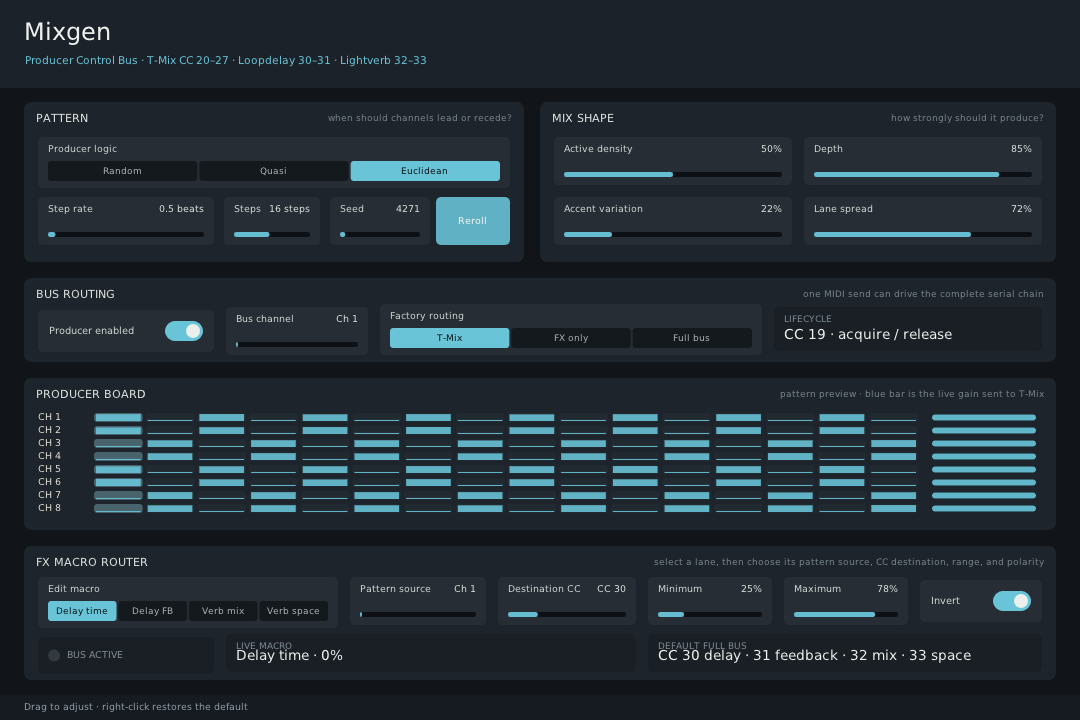 Mixgen
Producer Control Bus · T-Mix CC 20–27 · Loopdelay 30–31 · Lightverb 32–33
PATTERN
when should channels lead or recede?
Producer logic
Random
Quasi
Euclidean
Step rate
0.5 beats
Steps
16 steps
Seed
4271
Reroll
MIX SHAPE
how strongly should it produce?
Active density
50%
Depth
85%
Accent variation
22%
Lane spread
72%
BUS ROUTING
one MIDI send can drive the complete serial chain
Producer enabled
Bus channel
Ch 1
Factory routing
T-Mix
FX only
Full bus
LIFECYCLE
CC 19 · acquire / release
PRODUCER BOARD
pattern preview · blue bar is the live gain sent to T-Mix
CH 1
CH 2
CH 3
CH 4
CH 5
CH 6
CH 7
CH 8
FX MACRO ROUTER
select a lane, then choose its pattern source, CC destination, range, and polarity
Edit macro
Delay time
Delay FB
Verb mix
Verb space
Pattern source
Ch 1
Destination CC
CC 30
Minimum
25%
Maximum
78%
Invert
BUS ACTIVE
LIVE MACRO
Delay time · 0%
DEFAULT FULL BUS
CC 30 delay · 31 feedback · 32 mix · 33 space
Drag to adjust · right-click restores the default